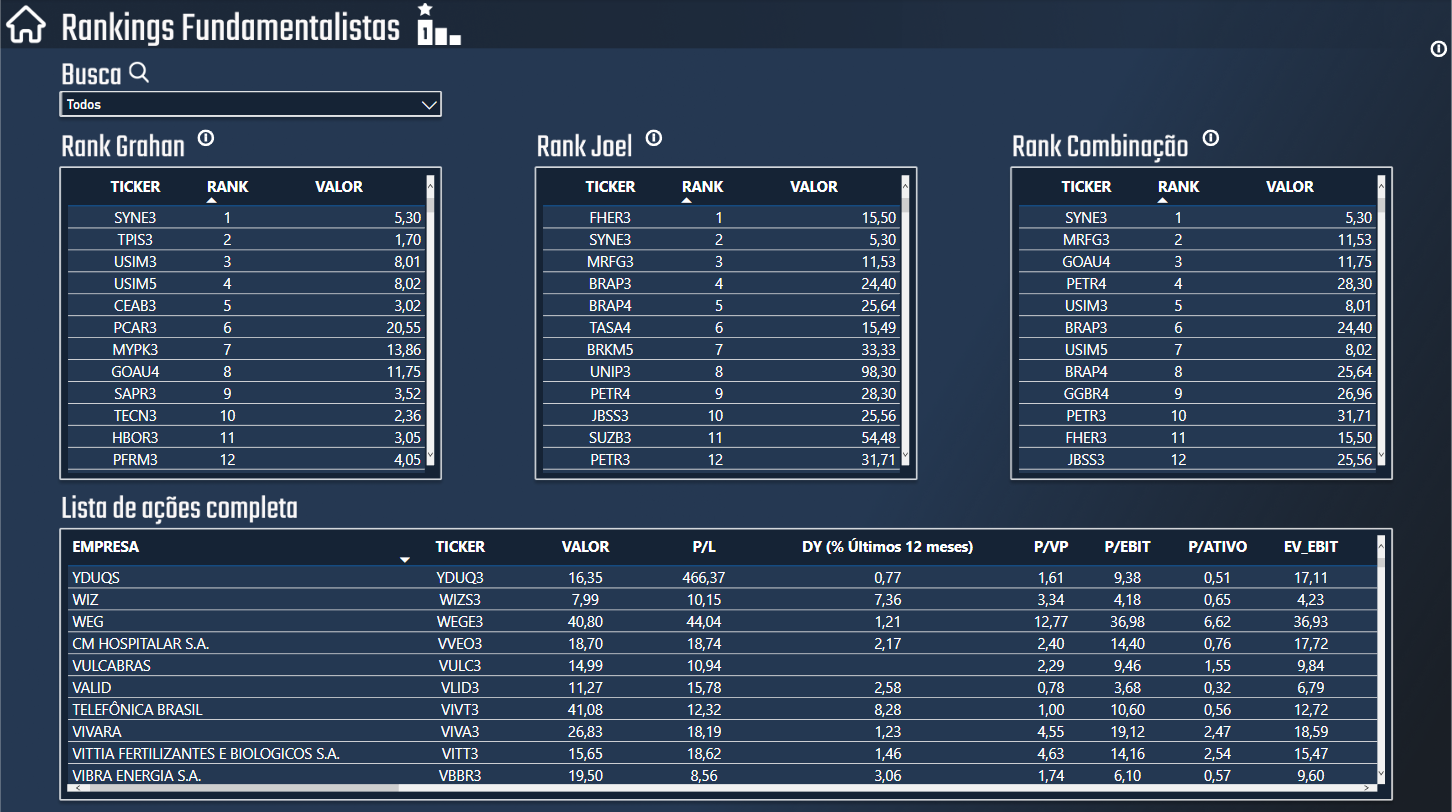 Rankings Fundamentalistas 1
Busca
Todos
Rank Grahan
TICKER RANK VALOR
SYNE3 1 5,30
TPIS3 2 1,70
USIM3 3 8,01
USIM5 4 8,02
CEAB3 5 3,02
PCAR3 6 20,55
MYPK3 7 13,86
GOAU4 8 11,75
SAPR3 9 3,52
TECN3 10 2,36
HBOR3 11 3,05
PFRM3 12 4,05
Rank Joel
TICKER RANK VALOR
FHER3 1 15,50
SYNE3 2 5,30
MRFG3 3 11,53
BRAP3 4 24,40
BRAP4 5 25,64
TASA4 6 15,49
BRKM5 7 33,33
UNIP3 8 98,30
PETR4 9 28,30
JBSS3 10 25,56
SUZB3 11 54,48
PETR3 12 31,71
Rank Combinação
TICKER RANK VALOR
SYNE3 1 5,30
MRFG3 2 11,53
GOAU4 3 11,75
PETR4 4 28,30
USIM3 5 8,01
BRAP3 6 24,40
USIM5 7 8,02
BRAP4 8 25,64
GGBR4 9 26,96
PETR3 10 31,71
FHER3 11 15,50
JBSS3 12 25,56
Lista de ações completa
EMPRESA TICKER VALOR P/L DY (% Últimos 12 meses) P/VP P/EBIT P/ATIVO EV_EBIT
YDUQS YDUQ3 16,35 466,37 0,77 1,61 9,38 0,51 17,11
WIZ WIZS3 7,99 10,15 7,36 3,34 4,18 0,65 4,23
WEG WEGE3 40,80 44,04 1,21 12,77 36,98 6,62 36,93
CM HOSPITALAR S.A. VVEO3 18,70 18,74 2,17 2,40 14,40 0,76 17,72
VULCABRAS VULC3 14,99 10,94 2,29 9,46 1,55 9,84
VALID VLID3 11,27 15,78 2,58 0,78 3,68 0,32 6,79
TELEFÔNICA BRASIL VIVT3 41,08 12,32 8,28 1,00 10,60 0,56 12,72
VIVARA VIVA3 26,83 18,19 1,23 4,55 19,12 2,47 18,59
VITTIA FERTILIZANTES E BIOLOGICOS S.A. VITT3 15,65 18,62 1,46 4,63 14,16 2,54 15,47
VIBRA ENERGIA S.A. VBBR3 19,50 8,56 3,06 1,74 6,10 0,57 9,60